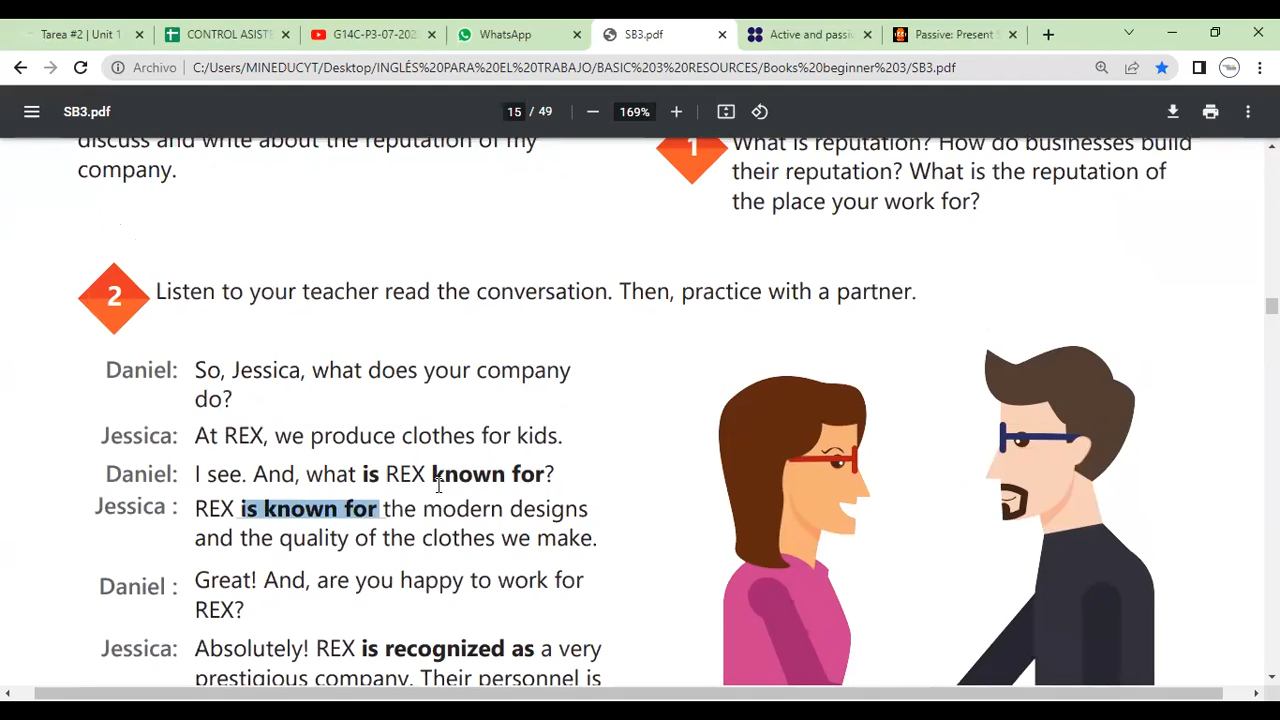 Tarea #2 | Unit 1
CONTROL ASISTE
G14C-P3-07-202
WhatsApp
SB3.pdf
Active and passi
Passive: Present S
Archivo
C:/Users/MINEDUCYT/Desktop/INGLÉS%20PARA%20EL%20TRABAJO/BASIC%203%20RESOURCES/Books%20beginner%203/SB3.pdf
SB3.pdf
15 / 49
169%
discuss and write about the reputation of my
company.
1
What is reputation? How do businesses build
their reputation? What is the reputation of
the place your work for?
2
Listen to your teacher read the conversation. Then, practice with a partner.
Daniel: So, Jessica, what does your company
do?
Jessica: At REX, we produce clothes for kids.
Daniel: I see. And, what is REX known for?
Jessica : REX is known for the modern designs
and the quality of the clothes we make.
Daniel : Great! And, are you happy to work for
REX?
Jessica: Absolutely! REX is recognized as a very
prestigious company. Their personnel is